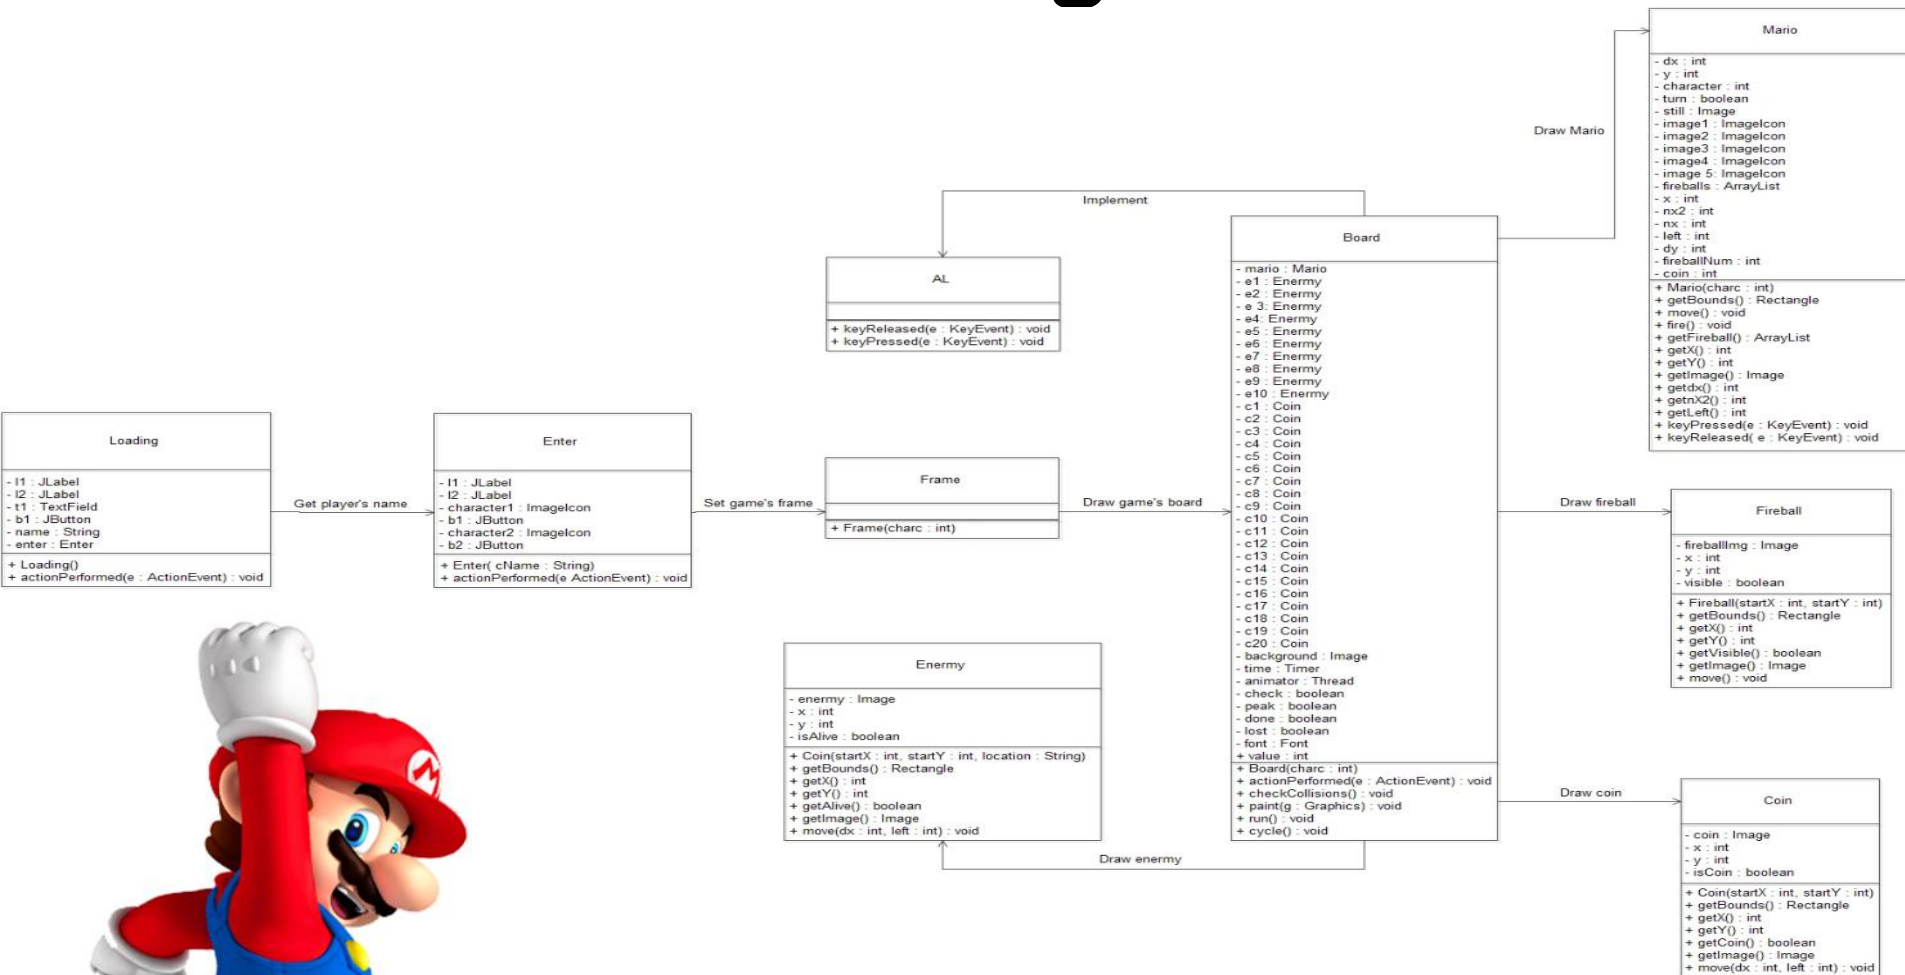 Mario
- dx : int
- y : int
- character : int
- turn : boolean
- still : Image
- image1 : ImageIcon
- image2 : ImageIcon
- image3 : ImageIcon
- image4 : ImageIcon
- image 5: ImageIcon
- fireballs : ArrayList
- x : int
- nx2 : int
- nx : int
- left : int
- dy : int
- fireballNum : int
- coin : int
+ Mario(charc : int)
+ getBounds() : Rectangle
+ move() : void
+ fire() : void
+ getFireball() : ArrayList
+ getX() : int
+ getY() : int
+ getImage() : Image
+ getdx() : int
+ getnX2() : int
+ getLeft() : int
+ keyPressed(e : KeyEvent) : void
+ keyReleased( e : KeyEvent) : void
Draw Mario
Implement
AL
+ keyReleased(e : KeyEvent) : void
+ keyPressed(e : KeyEvent) : void
Board
- mario : Mario
- e1 : Enermy
- e2 : Enermy
- e 3: Enermy
- e4: Enermy
- e5 : Enermy
- e6 : Enermy
- e7 : Enermy
- e8 : Enermy
- e9 : Enermy
- e10 : Enermy
- c1 : Coin
- c2 : Coin
- c3 : Coin
- c4 : Coin
- c5 : Coin
- c6 : Coin
- c7 : Coin
- c8 : Coin
- c9 : Coin
- c10 : Coin
- c11 : Coin
- c12 : Coin
- c13 : Coin
- c14 : Coin
- c15 : Coin
- c16 : Coin
- c17 : Coin
- c18 : Coin
- c19 : Coin
- c20 : Coin
- background : Image
- time : Timer
- animator : Thread
- check : boolean
- peak : boolean
- done : boolean
- lost : boolean
- font : Font
+ value : int
+ Board(charc : int)
+ actionPerformed(e : ActionEvent) : void
+ checkCollisions() : void
+ paint(g : Graphics) : void
+ run() : void
+ cycle() : void
Loading
- l1 : JLabel
- l2 : JLabel
- t1 : TextField
- b1 : JButton
- name : String
- enter : Enter
+ Loading()
+ actionPerformed(e : ActionEvent) : void
Get player's name
Enter
- l1 : JLabel
- l2 : JLabel
- character1 : ImageIcon
- b1 : JButton
- character2 : ImageIcon
- b2 : JButton
+ Enter( cName : String)
+ actionPerformed(e ActionEvent) : void
Set game's frame
Frame
+ Frame(charc : int)
Draw game's board
Draw fireball
Fireball
- fireballImg : Image
- x : int
- y : int
- visible : boolean
+ Fireball(startX : int, startY : int)
+ getBounds() : Rectangle
+ getX() : int
+ getY() : int
+ getVisible() : boolean
+ getImage() : Image
+ move() : void
Enermy
- enermy : Image
- x : int
- y : int
- isAlive : boolean
+ Coin(startX : int, startY : int, location : String)
+ getBounds() : Rectangle
+ getX() : int
+ getY() : int
+ getAlive() : boolean
+ getImage() : Image
+ move(dx : int, left : int) : void
Draw enermy
Draw coin
Coin
- coin : Image
- x : int
- y : int
- isCoin : boolean
+ Coin(startX : int, startY : int)
+ getBounds() : Rectangle
+ getX() : int
+ getY() : int
+ getCoin() : boolean
+ getImage() : Image
+ move(dx : int, left : int) : void
M